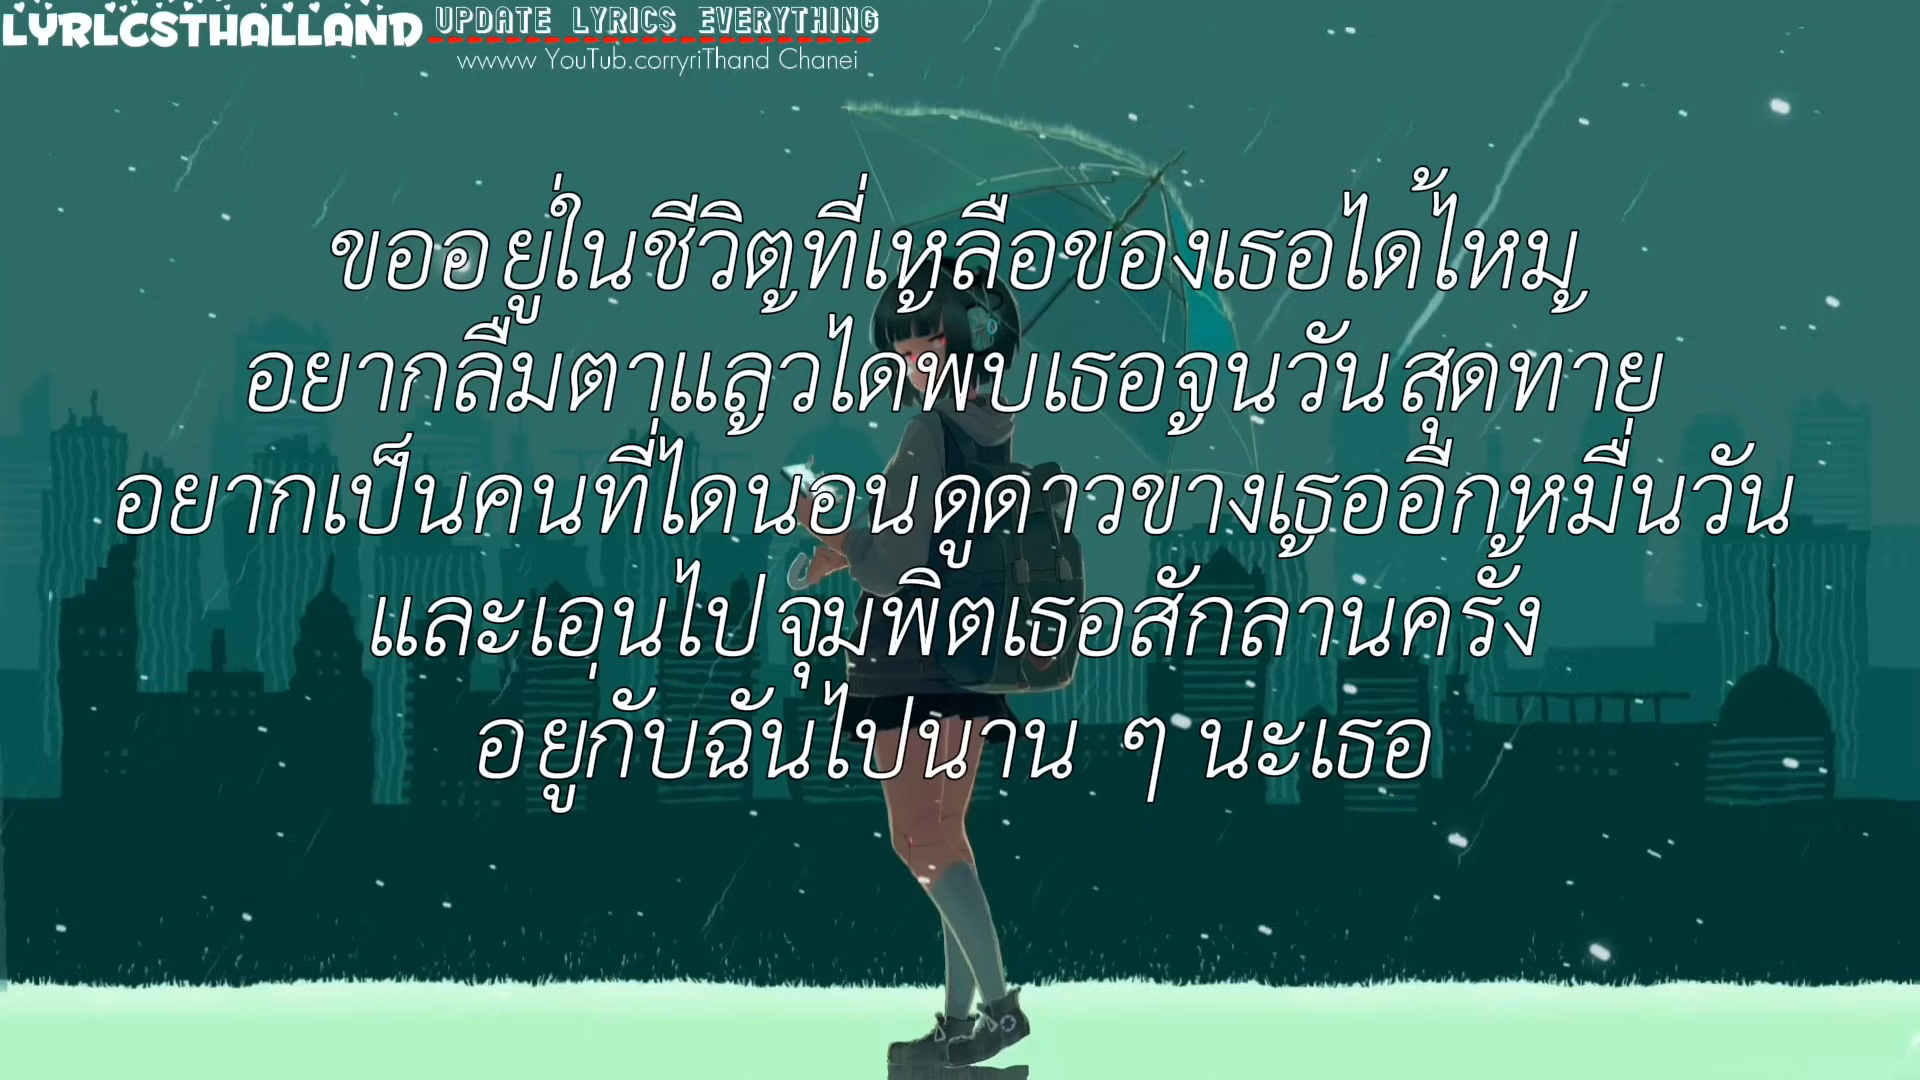 LYRLCSTHALLAND
UPDATE LYRICS EVERYTHING
wwww YouTub.corryriThand Chanei
ขออยู่ในชีวิตที่เหลือของเธอได้ไหม
อยากลืมตาแลวไดพบเธอจนวันสุดทาย
อยากเป็นคนที่ไดนอนดูดาวขางเธออีกหมื่นวัน
และเอนไปจุมพิตเธอสักลานครั้ง
อยูกับฉันไปนาน ๆ นะเธอ